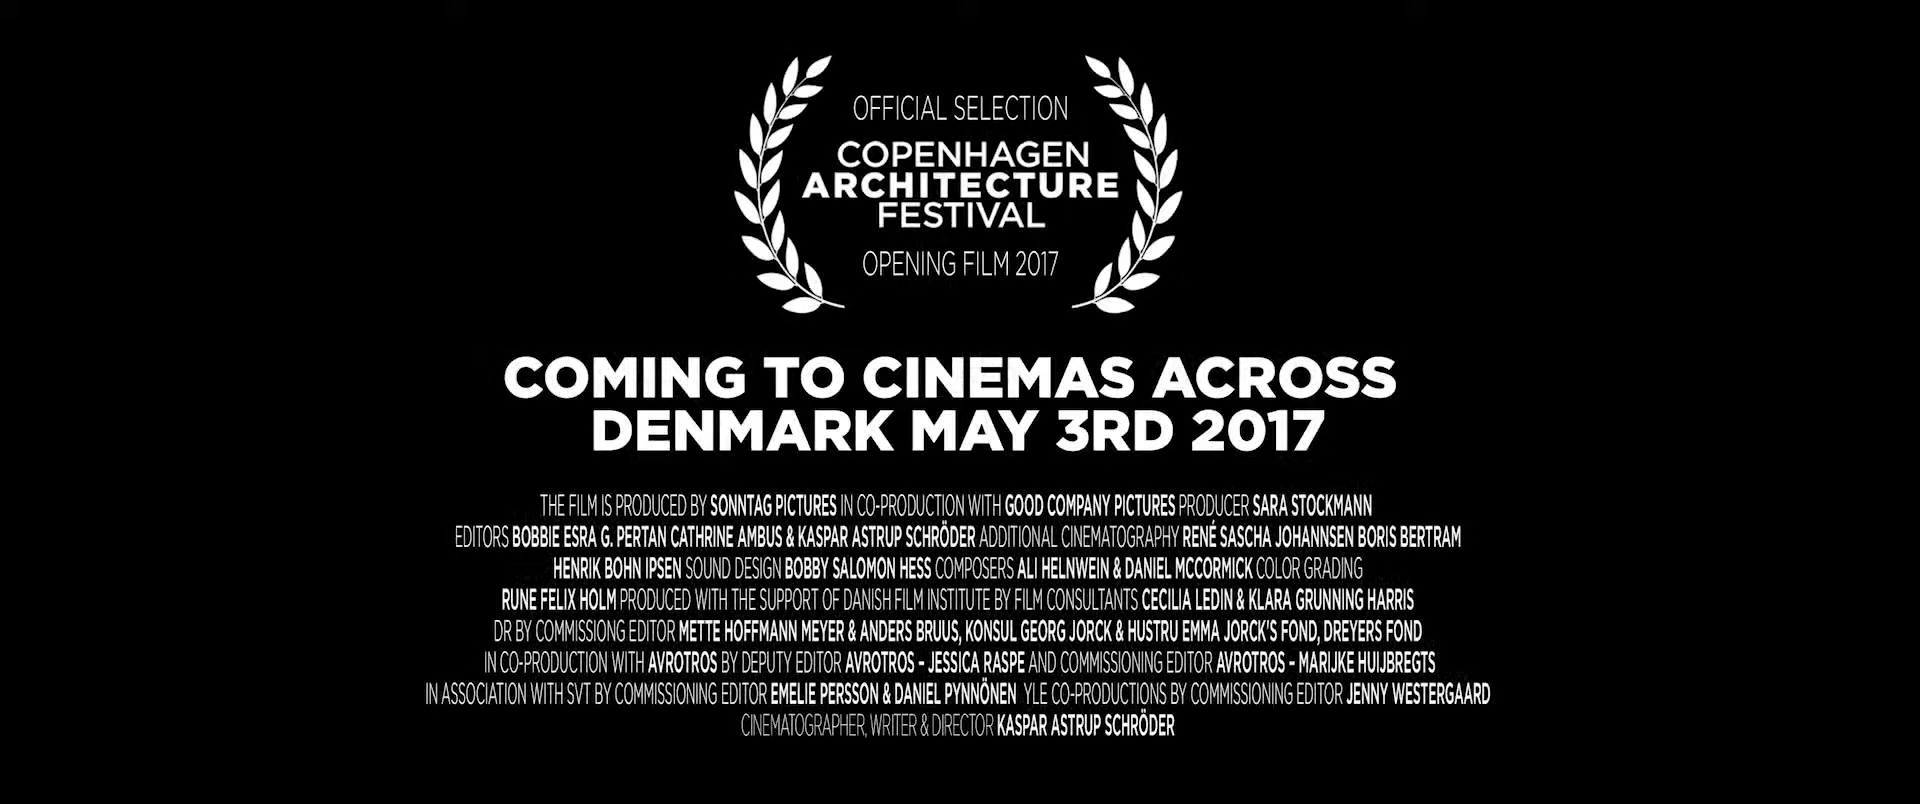 OFFICIAL SELECTION
COPENHAGEN
ARCHITECTURE
FESTIVAL
OPENING FILM 2017
COMING TO CINEMAS ACROSS
DENMARK MAY 3RD 2017
THE FILM IS PRODUCED BY SONNTAG PICTURES IN CO-PRODUCTION WITH GOOD COMPANY PICTURES PRODUCER SARA STOCKMANN
EDITORS BOBBIE ESRA G. PERTAN CATHRINE AMBUS & KASPAR ASTRUP SCHRÖDER ADDITIONAL CINEMATOGRAPHY RENÉ SASCHA JOHANNSEN BORIS BERTRAM
HENRIK BOHN IPSEN SOUND DESIGN BOBBY SALOMON HESS COMPOSERS ALI HELNWEIN & DANIEL MCCORMICK COLOR GRADING
RUNE FELIX HOLM PRODUCED WITH THE SUPPORT OF DANISH FILM INSTITUTE BY FILM CONSULTANTS CECILIA LEDIN & KLARA GRUNNING HARRIS
DR BY COMMISSIONG EDITOR METTE HOFFMANN MEYER & ANDERS BRUUS, KONSUL GEORG JORCK & HUSTRU EMMA JORCK'S FOND, DREYERS FOND
IN CO-PRODUCTION WITH AVROTROS BY DEPUTY EDITOR AVROTROS – JESSICA RASPE AND COMMISSIONING EDITOR AVROTROS – MARIJKE HUIJBREGTS
IN ASSOCIATION WITH SVT BY COMMISSIONING EDITOR EMELIE PERSSON & DANIEL PYNNÖNEN YLE CO-PRODUCTIONS BY COMMISSIONING EDITOR JENNY WESTERGAARD
CINEMATOGRAPHER, WRITER & DIRECTOR KASPAR ASTRUP SCHRÖDER